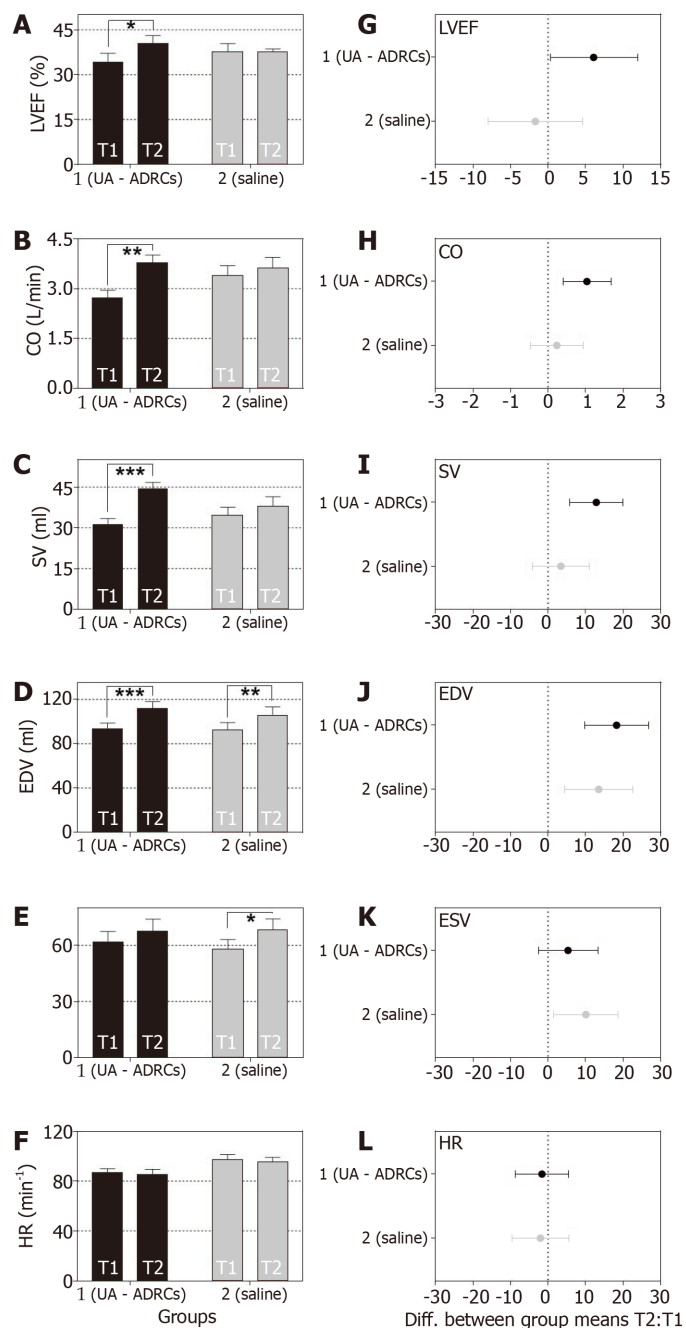 A
LVEF (%)
45
30
15
0
*
T1 T2 T1 T2
1 (UA - ADRCs) 2 (saline)
G
LVEF
1 (UA - ADRCs)
2 (saline)
-15 -10 -5 0 5 10 15
B
CO (L/min)
4.5
3.0
1.5
0.0
**
T1 T2 T1 T2
1 (UA - ADRCs) 2 (saline)
H
CO
1 (UA - ADRCs)
2 (saline)
-3 -2 -1 0 1 2 3
C
SV (ml)
45
30
15
0
***
T1 T2 T1 T2
1 (UA - ADRCs) 2 (saline)
I
SV
1 (UA - ADRCs)
2 (saline)
-30 -20 -10 0 10 20 30
D
EDV (ml)
120
80
40
0
*** **
T1 T2 T1 T2
1 (UA - ADRCs) 2 (saline)
J
EDV
1 (UA - ADRCs)
2 (saline)
-30 -20 -10 0 10 20 30
E
ESV (ml)
60
30
0
*
T1 T2 T1 T2
1 (UA - ADRCs) 2 (saline)
K
ESV
1 (UA - ADRCs)
2 (saline)
-30 -20 -10 0 10 20 30
F
HR (min⁻¹)
120
80
40
0
T1 T2 T1 T2
1 (UA - ADRCs) 2 (saline)
Groups
L
HR
1 (UA - ADRCs)
2 (saline)
-30 -20 -10 0 10 20 30
Diff. between group means T2:T1